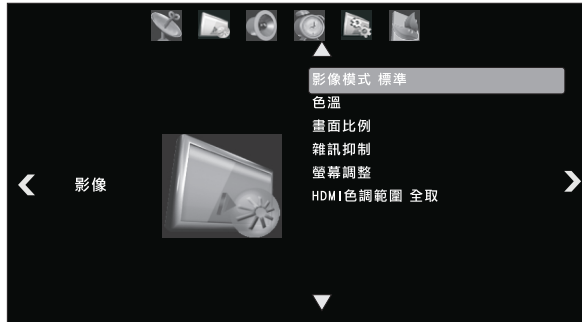 影像模式 標準
色溫
畫面比例
雜訊抑制
螢幕調整
HDMI色調範圍 全取
影像